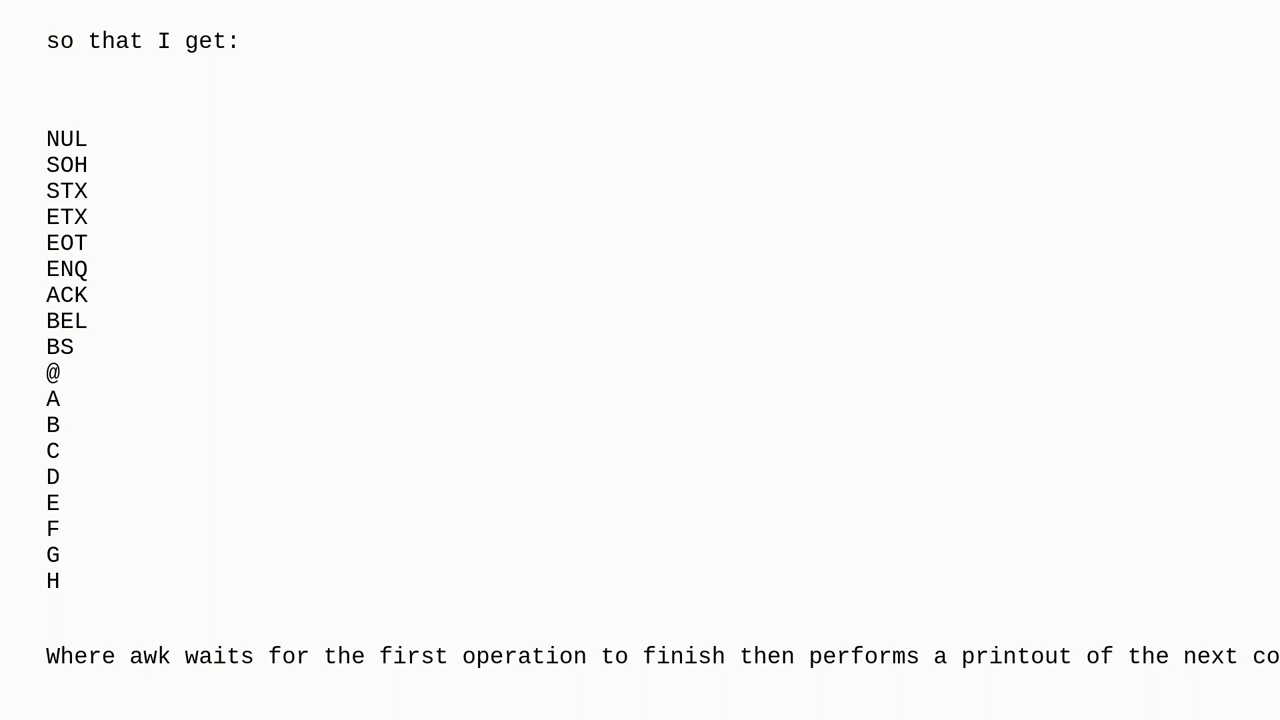 so that I get:
NUL
SOH
STX
ETX
EOT
ENQ
ACK
BEL
BS
@
A
B
C
D
E
F
G
H
Where awk waits for the first operation to finish then performs a printout of the next co